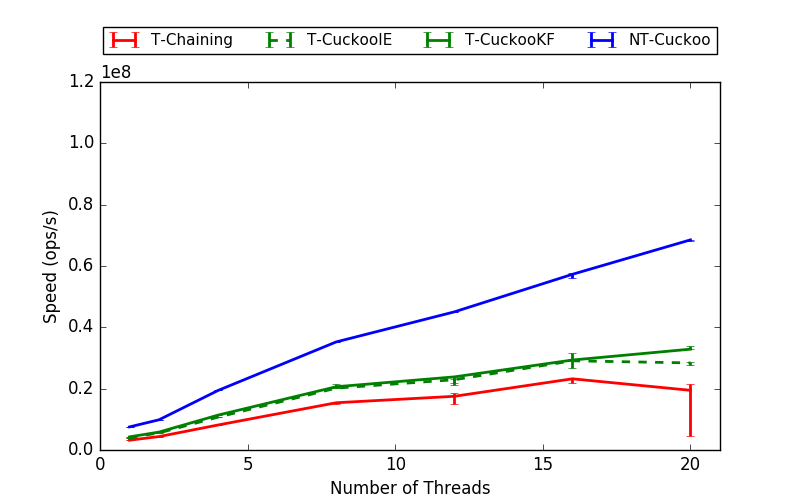 T-Chaining T-CuckooIE T-CuckooKF NT-Cuckoo
1e8
1.2
1.0
0.8
0.6
0.4
0.2
0.0
Speed (ops/s)
0 5 10 15 20
Number of Threads